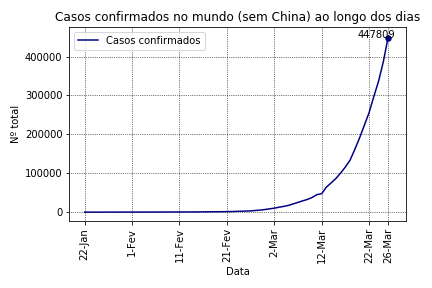 Casos confirmados no mundo (sem China) ao longo dos dias
Casos confirmados
447809
Nº total
400000
300000
200000
100000
0
22-Jan
1-Fev
11-Fev
21-Fev
2-Mar
12-Mar
22-Mar
26-Mar
Data